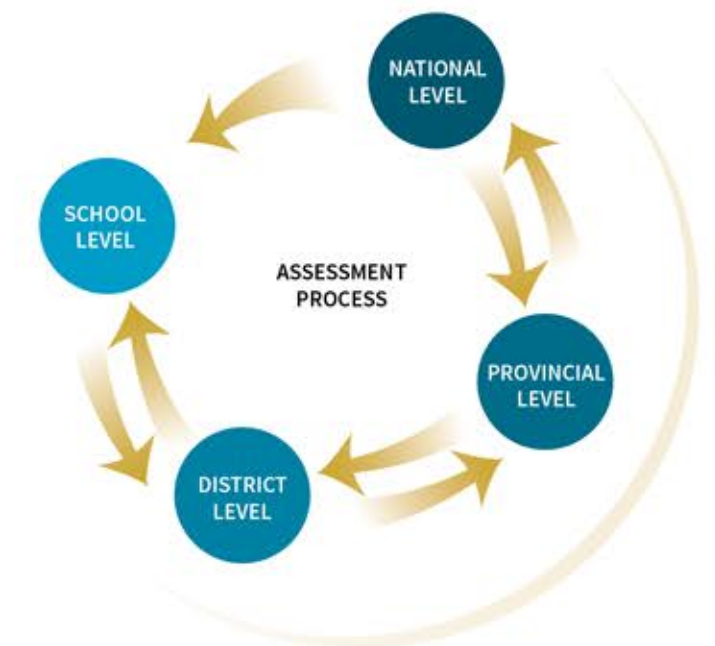 NATIONAL
LEVEL
SCHOOL
LEVEL
ASSESSMENT
PROCESS
PROVINCIAL
LEVEL
DISTRICT
LEVEL